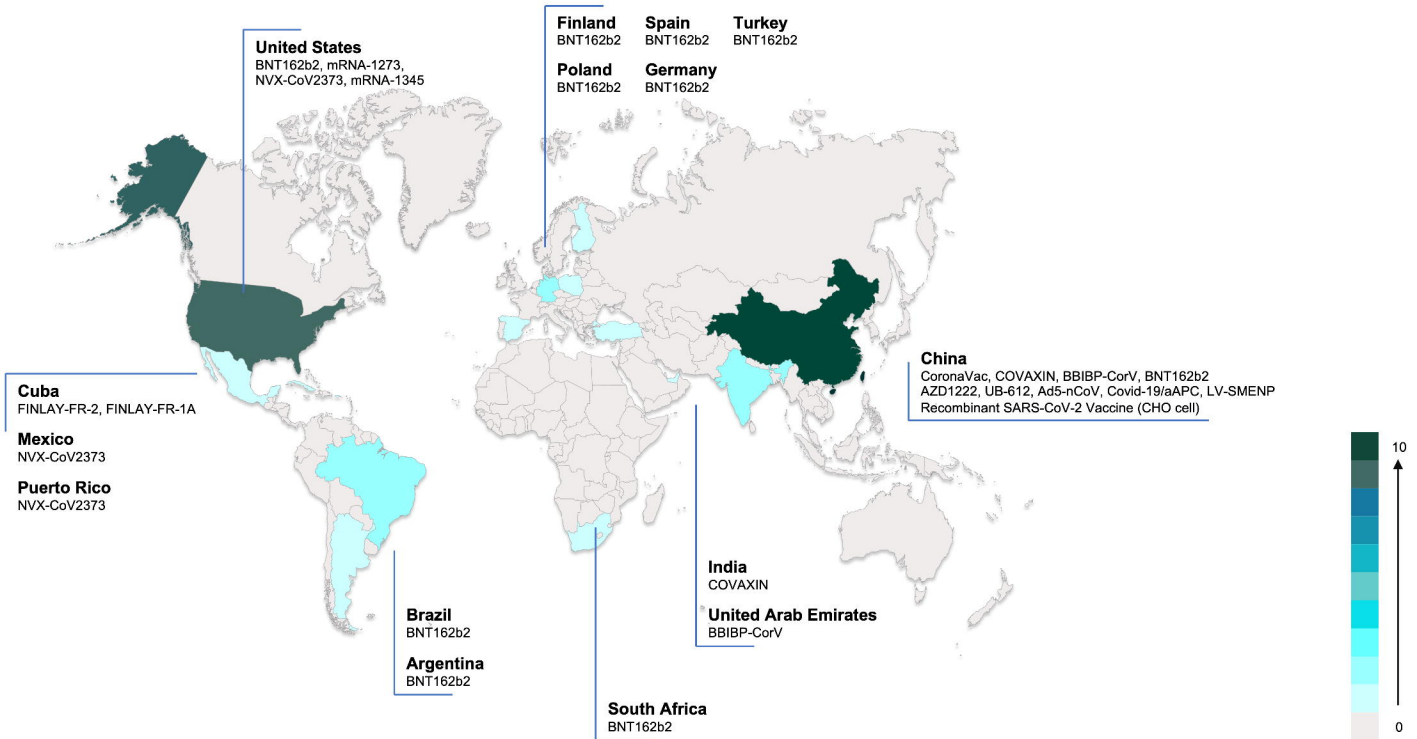 Finland
BNT162b2
Spain
BNT162b2
Turkey
BNT162b2
Poland
BNT162b2
Germany
BNT162b2
United States
BNT162b2, mRNA-1273,
NVX-CoV2373, mRNA-1345
China
CoronaVac, COVAXIN, BBIBP-CorV, BNT162b2
AZD1222, UB-612, Ad5-nCoV, Covid-19/aAPC, LV-SMENP
Recombinant SARS-CoV-2 Vaccine (CHO cell)
Cuba
FINLAY-FR-2, FINLAY-FR-1A
Mexico
NVX-CoV2373
Puerto Rico
NVX-CoV2373
Brazil
BNT162b2
Argentina
BNT162b2
India
COVAXIN
United Arab Emirates
BBIBP-CorV
South Africa
BNT162b2
10
0